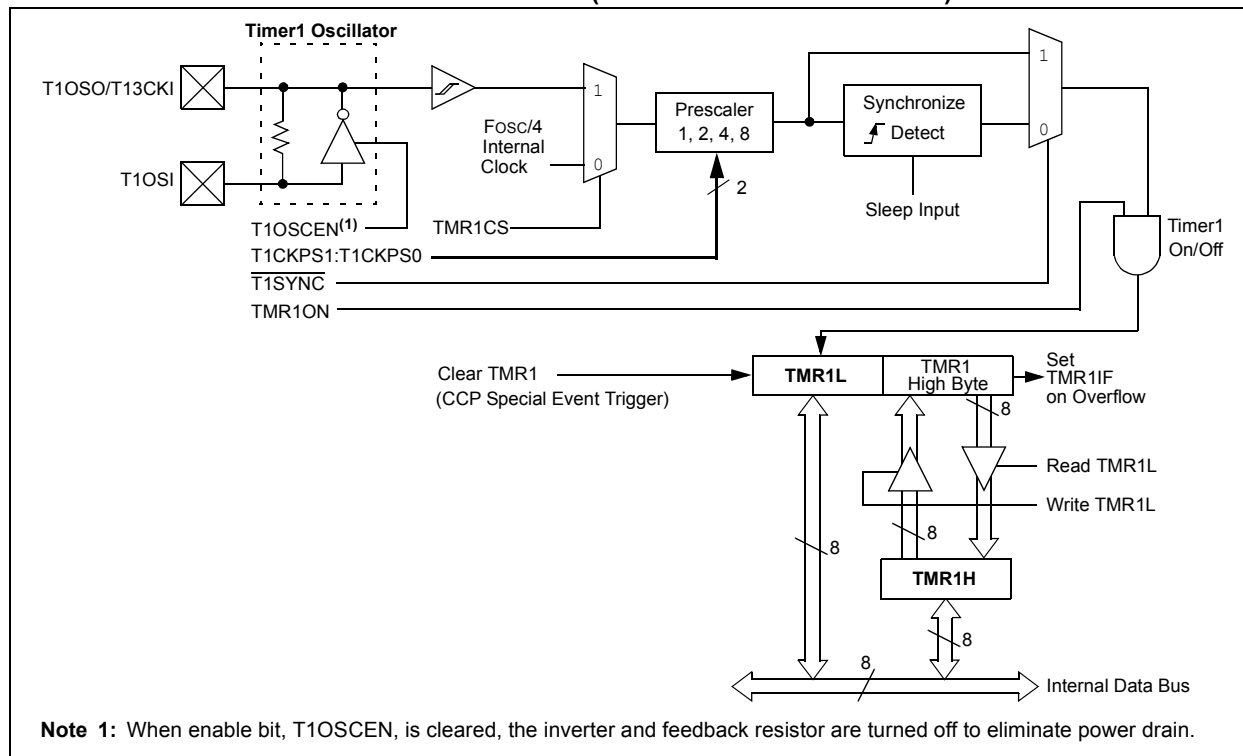 Timer1 Oscillator
T1OSO/T13CKI
T1OSI
1
FOSC/4
Internal
Clock
0
Prescaler
1, 2, 4, 8
2
Synchronize
Detect
Sleep Input
1
0
T1OSCEN(1)
TMR1CS
T1CKPS1:T1CKPS0
T1SYNC
TMR1ON
Timer1
On/Off
Clear TMR1
(CCP Special Event Trigger)
TMR1L
TMR1
High Byte
Set
TMR1IF
on Overflow
8
Read TMR1L
Write TMR1L
8
8
TMR1H
8
8
Internal Data Bus
Note 1: When enable bit, T1OSCEN, is cleared, the inverter and feedback resistor are turned off to eliminate power drain.